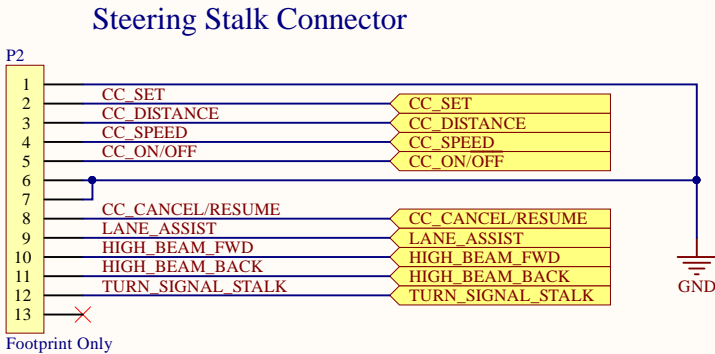 Steering Stalk Connector
P2
1
2 CC_SET CC_SET
3 CC_DISTANCE CC_DISTANCE
4 CC_SPEED CC_SPEED
5 CC_ON/OFF CC_ON/OFF
6
7
8 CC_CANCEL/RESUME CC_CANCEL/RESUME
9 LANE_ASSIST LANE_ASSIST
10 HIGH_BEAM_FWD HIGH_BEAM_FWD
11 HIGH_BEAM_BACK HIGH_BEAM_BACK
12 TURN_SIGNAL_STALK TURN_SIGNAL_STALK
13
GND
Footprint Only